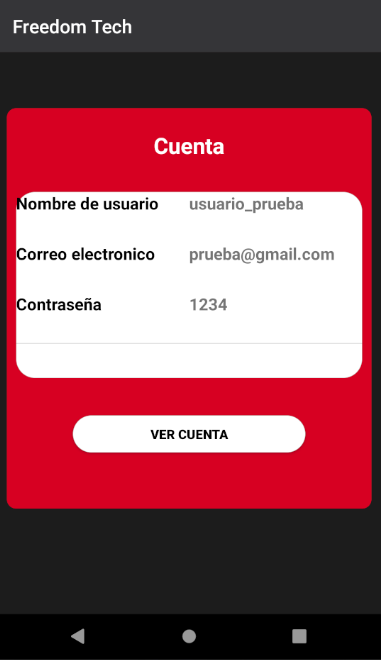 Freedom Tech
Cuenta
Nombre de usuario usuario_prueba
Correo electronico prueba@gmail.com
Contraseña 1234
VER CUENTA